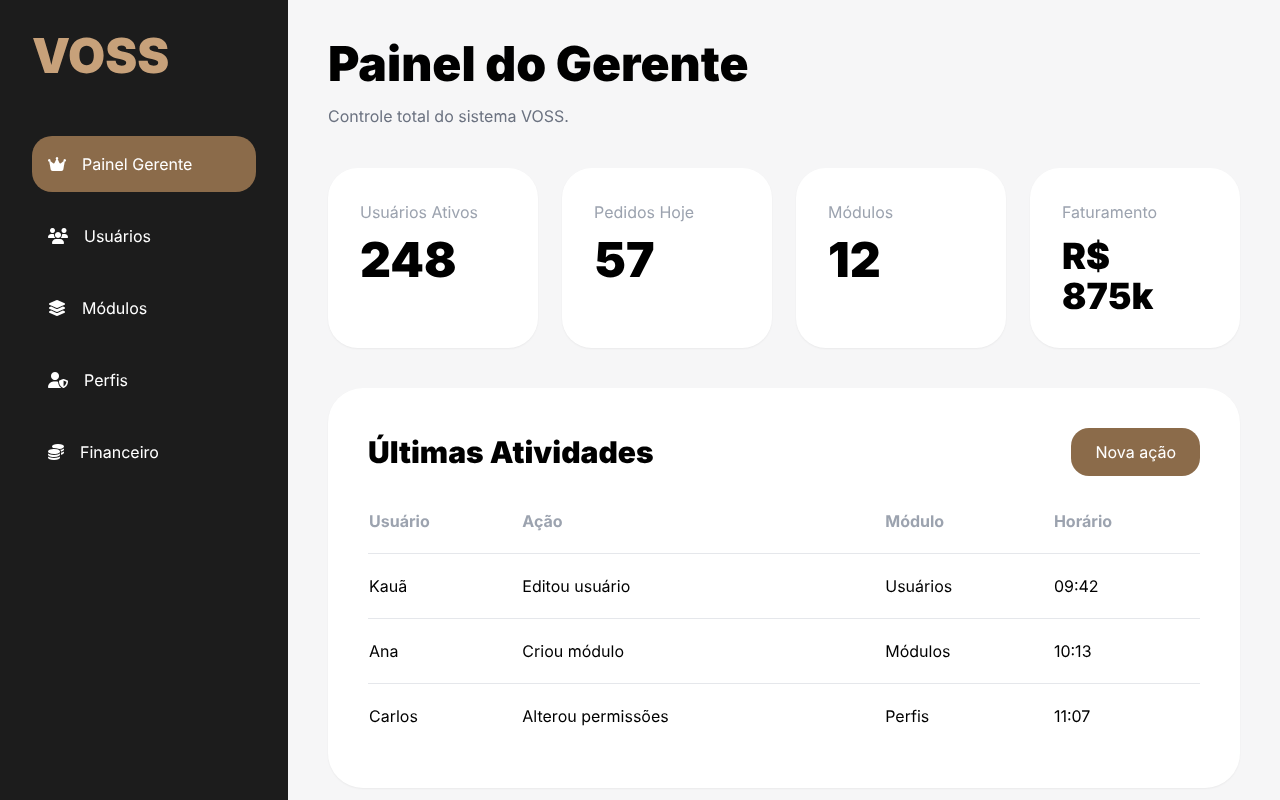 VOSS
Painel Gerente
Usuários
Módulos
Perfis
Financeiro
Painel do Gerente
Controle total do sistema VOSS.
Usuários Ativos
248
Pedidos Hoje
57
Módulos
12
Faturamento
R$
875k
Últimas Atividades
Nova ação
Usuário Ação Módulo Horário
Kauã Editou usuário Usuários 09:42
Ana Criou módulo Módulos 10:13
Carlos Alterou permissões Perfis 11:07